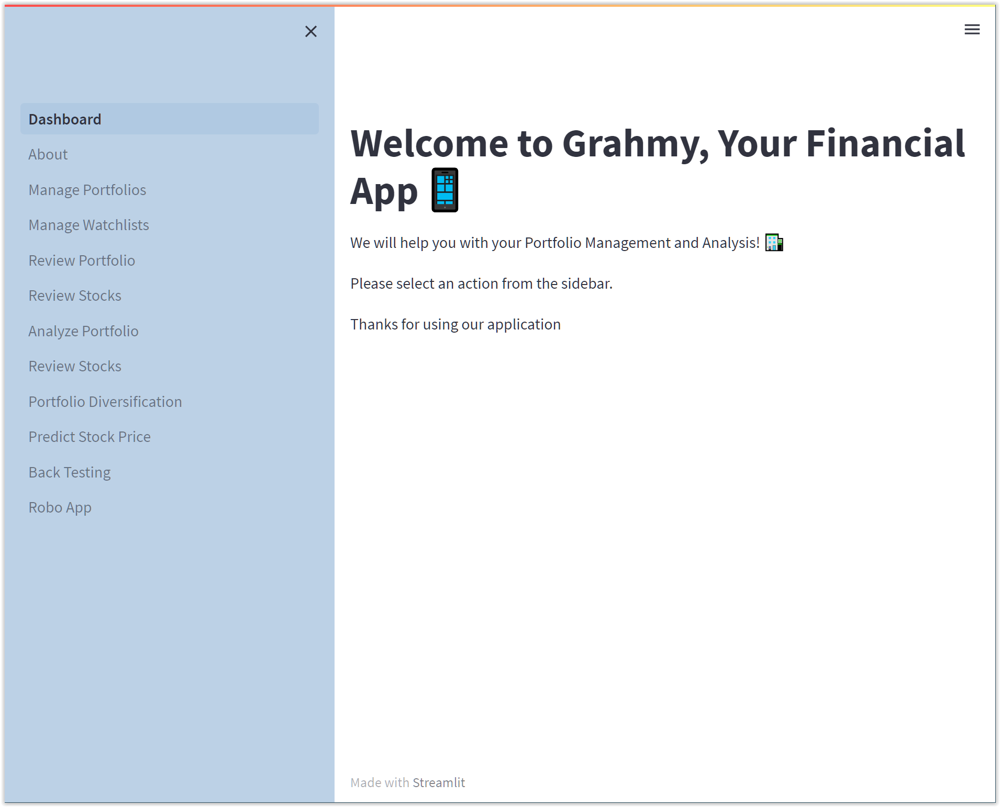 Dashboard
About
Manage Portfolios
Manage Watchlists
Review Portfolio
Review Stocks
Analyze Portfolio
Review Stocks
Portfolio Diversification
Predict Stock Price
Back Testing
Robo App
Welcome to Grahmy, Your Financial
App
We will help you with your Portfolio Management and Analysis!
Please select an action from the sidebar.
Thanks for using our application
Made with Streamlit